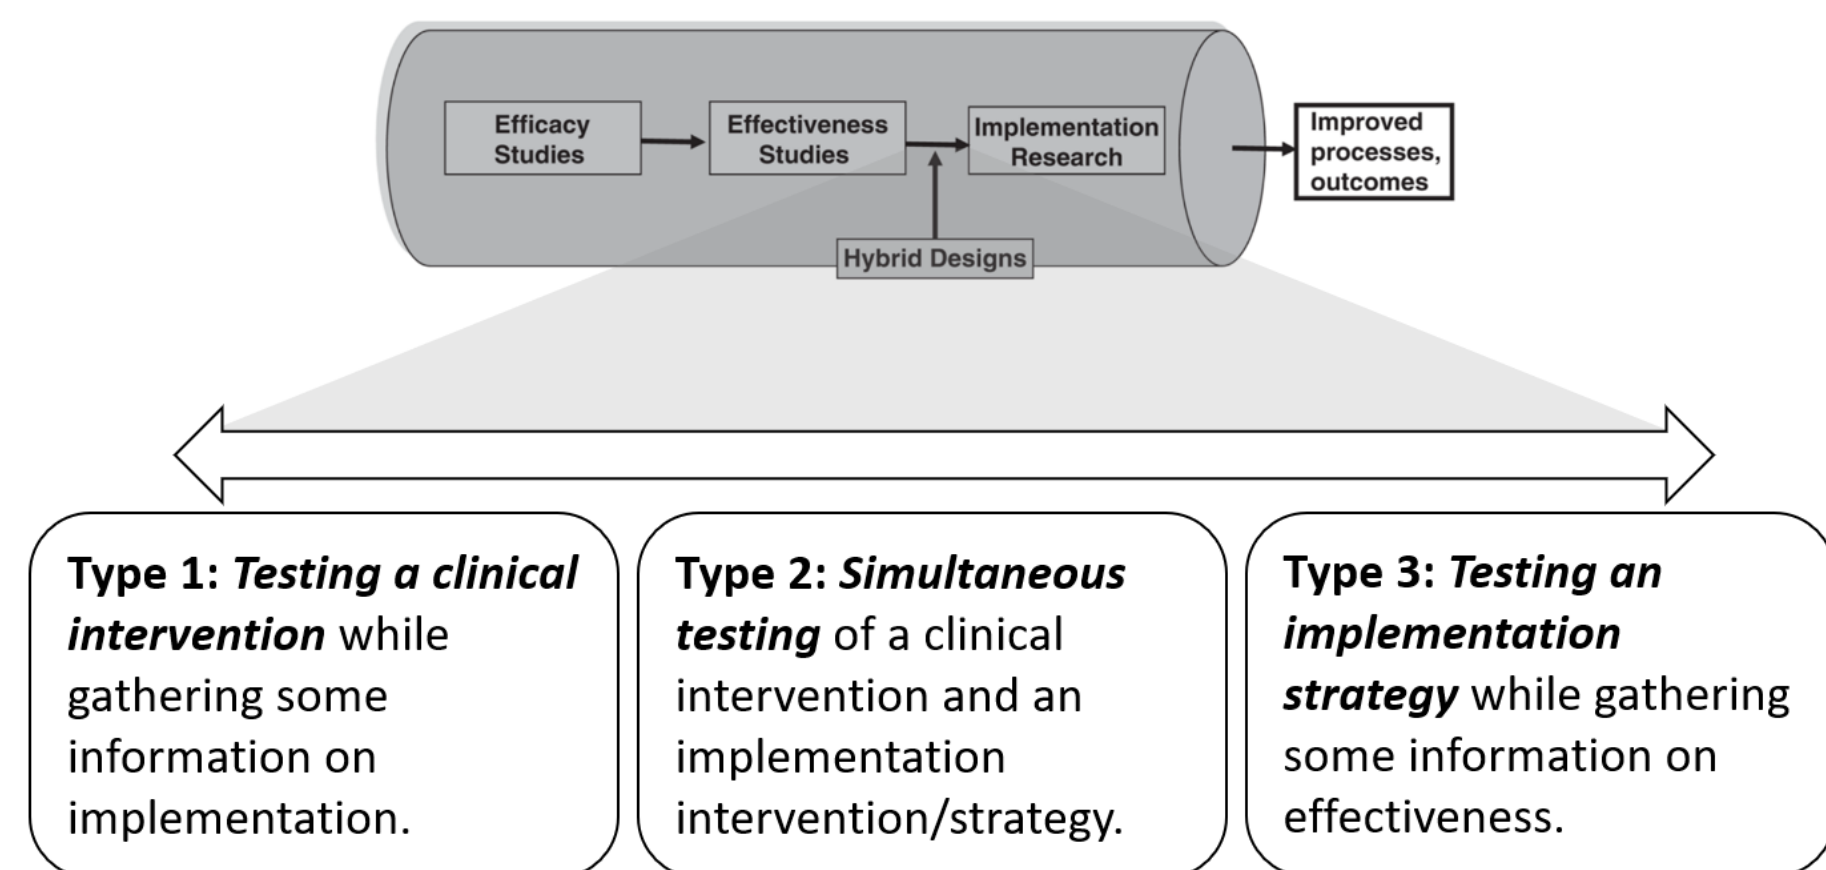 Efficacy
Studies
Effectiveness
Studies
Implementation
Research
Improved
processes,
outcomes
Hybrid Designs
Type 1: Testing a clinical
intervention while
gathering some
information on
implementation.
Type 2: Simultaneous
testing of a clinical
intervention and an
implementation
intervention/strategy.
Type 3: Testing an
implementation
strategy while gathering
some information on
effectiveness.